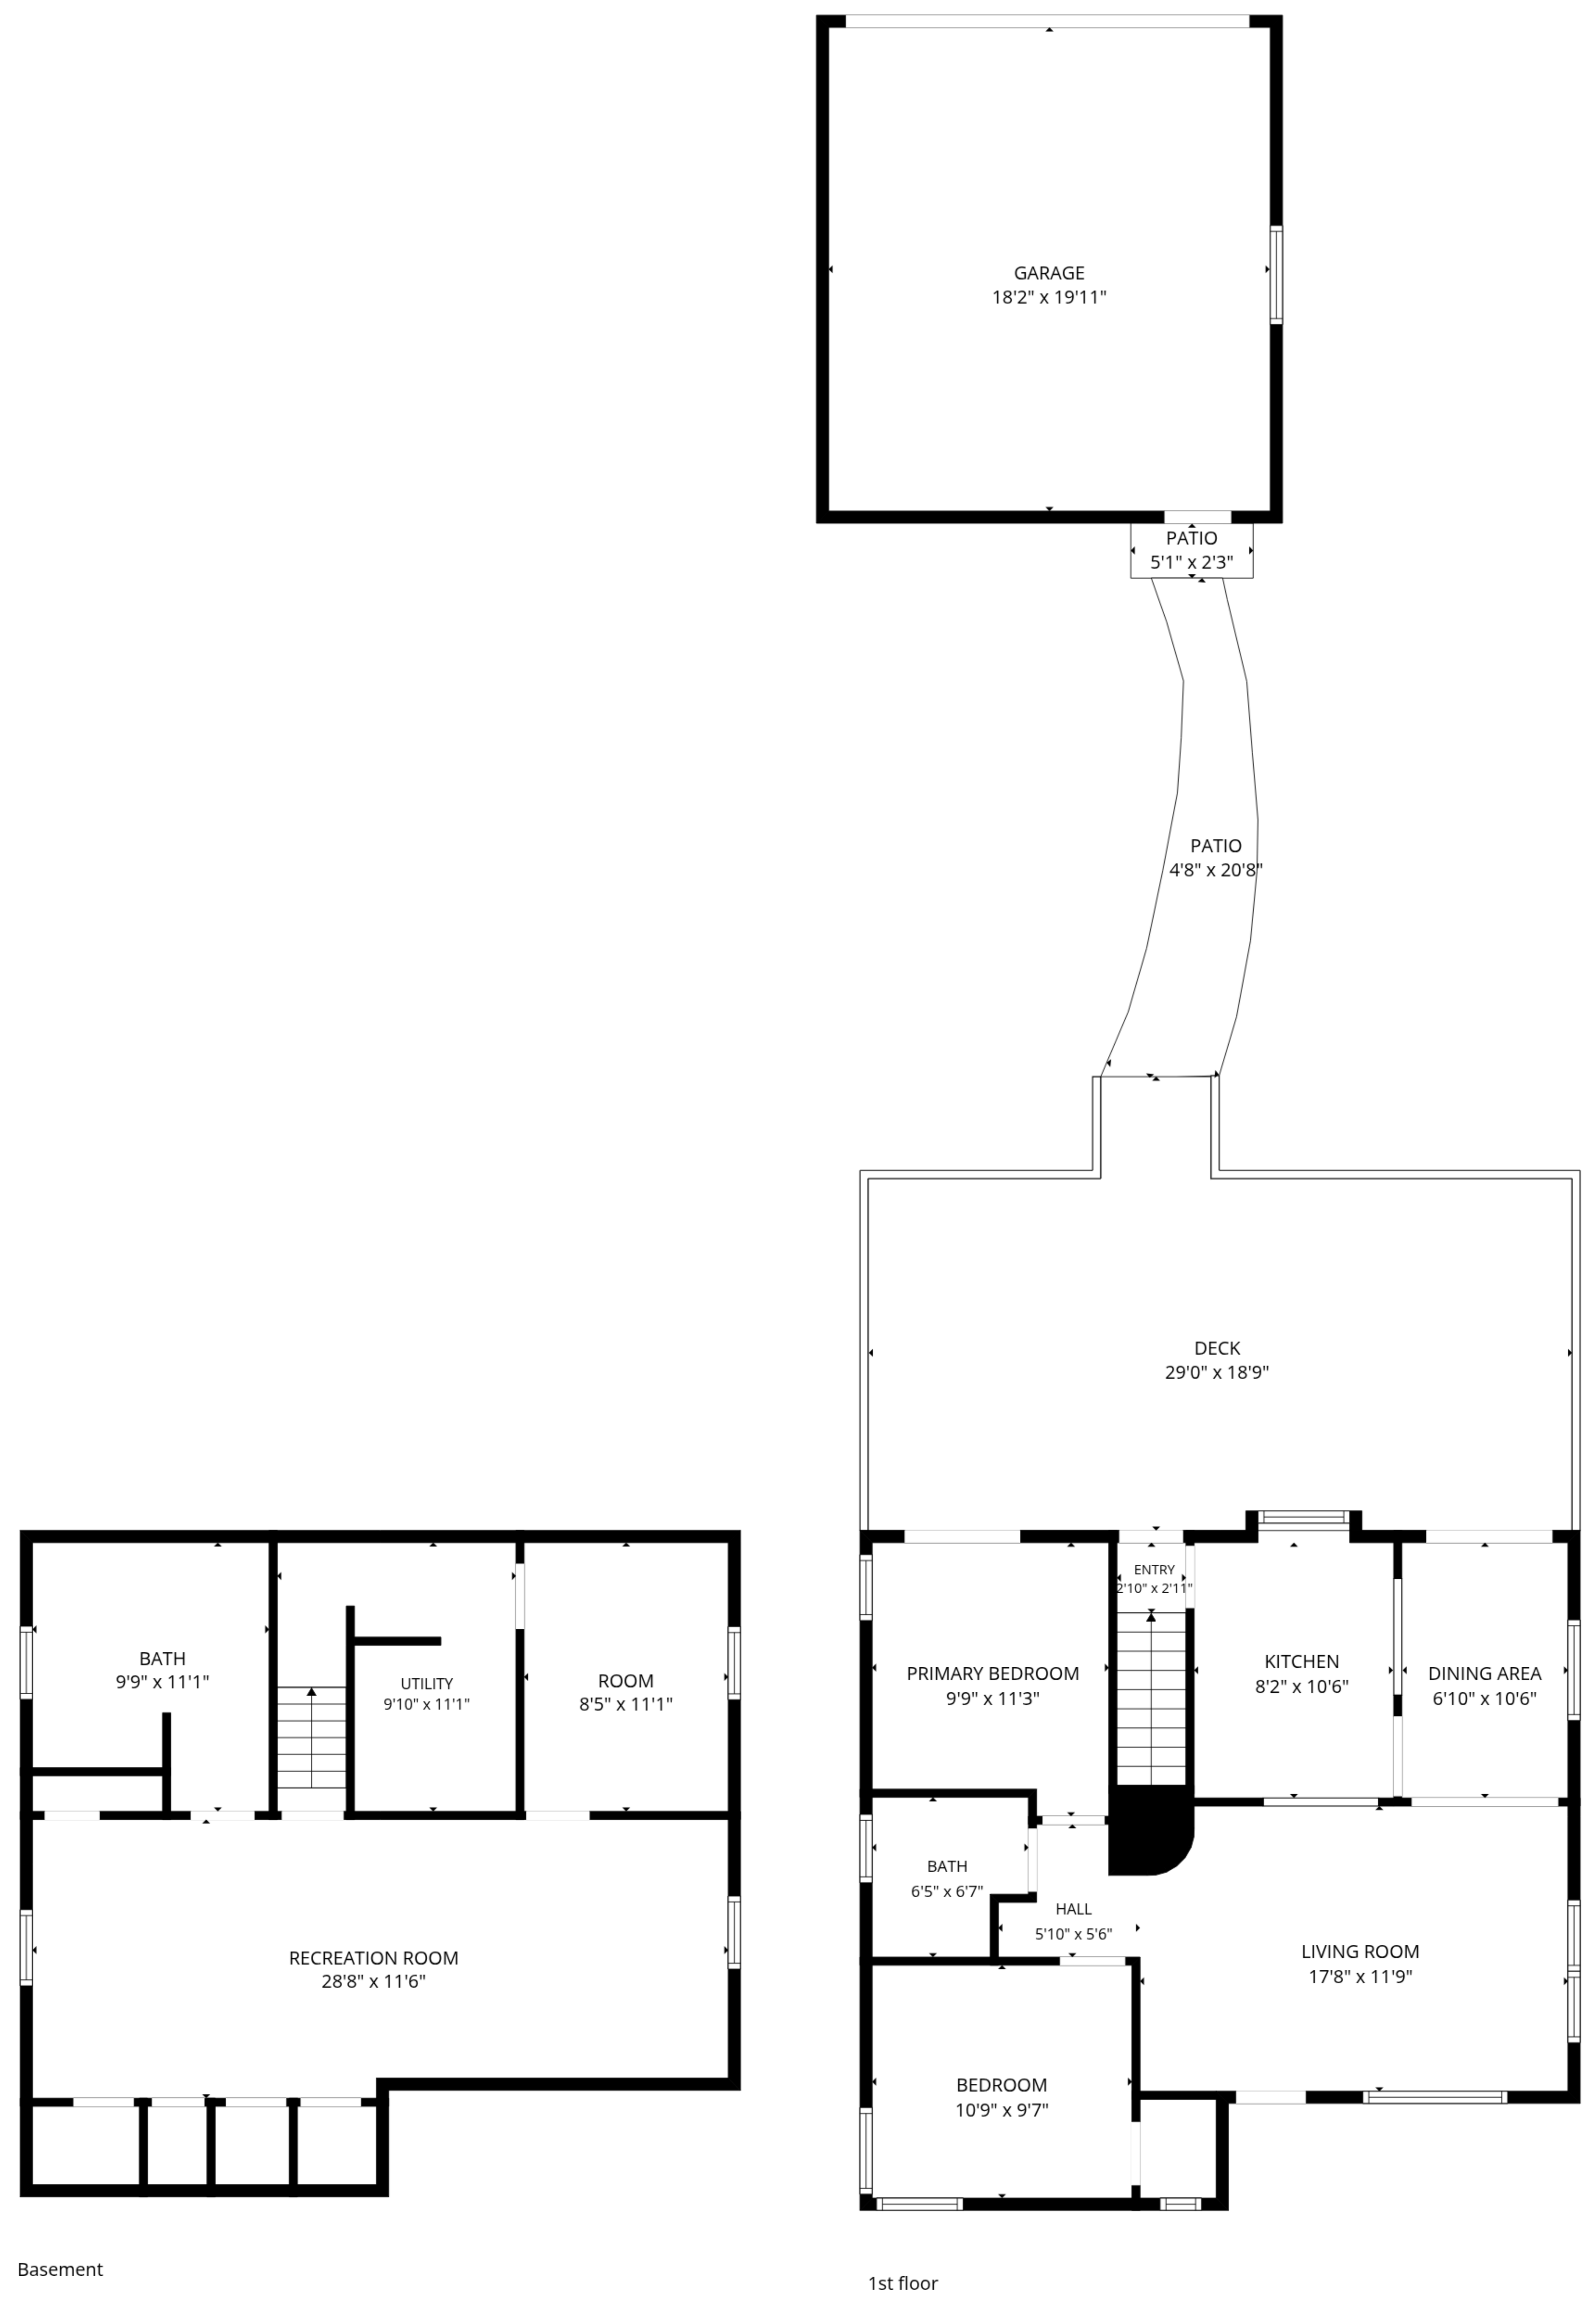 GARAGE
18'2" x 19'11"
PATIO
5'1" x 2'3"
PATIO
4'8" x 20'8"
DECK
29'0" x 18'9"
ENTRY
2'10" x 2'11"
BATH
9'9" x 11'1"
UTILITY
9'10" x 11'1"
ROOM
8'5" x 11'1"
PRIMARY BEDROOM
9'9" x 11'3"
KITCHEN
8'2" x 10'6"
DINING AREA
6'10" x 10'6"
BATH
6'5" x 6'7"
HALL
5'10" x 5'6"
RECREATION ROOM
28'8" x 11'6"
LIVING ROOM
17'8" x 11'9"
BEDROOM
10'9" x 9'7"
Basement
1st floor